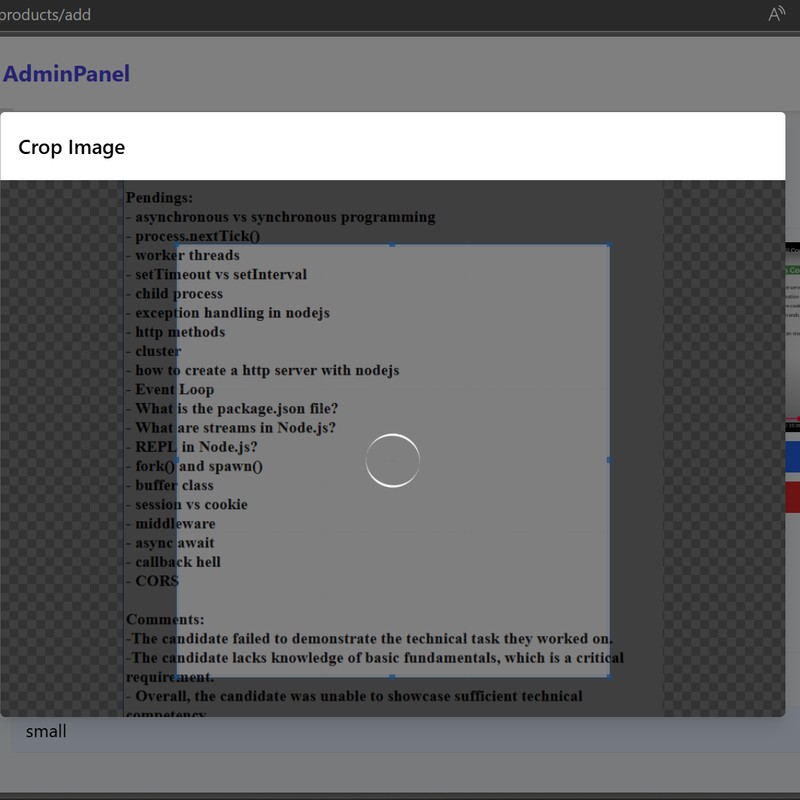 products/add
AdminPanel
Crop Image
Pendings:
- asynchronous vs synchronous programming
- process.nextTick()
- worker threads
- setTimeout vs setInterval
- child process
- exception handling in nodejs
- http methods
- cluster
- how to create a http server with nodejs
- Event Loop
- What is the package.json file?
- What are streams in Node.js?
- REPL in Node.js?
- fork() and spawn()
- buffer class
- session vs cookie
- middleware
- async await
- callback hell
- CORS
Comments:
-The candidate failed to demonstrate the technical task they worked on.
-The candidate lacks knowledge of basic fundamentals, which is a critical
requirement.
- Overall, the candidate was unable to showcase sufficient technical
competency
small